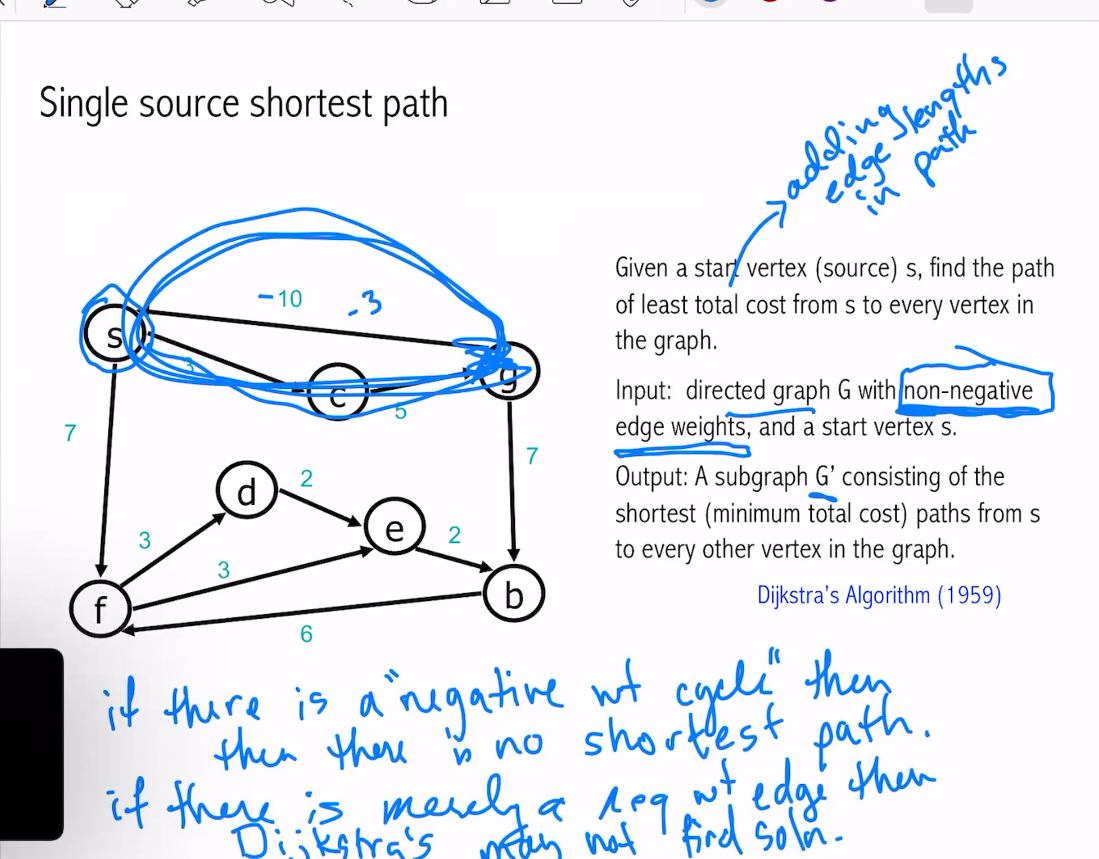 Single source shortest path
adding
edge lengths
in path
Given a start vertex (source) s, find the path
of least total cost from s to every vertex in
the graph.
Input: directed graph G with non-negative
edge weights, and a start vertex s.
Output: A subgraph G’ consisting of the
shortest (minimum total cost) paths from s
to every other vertex in the graph.
Dijkstra’s Algorithm (1959)
-10
-3
s
3
c
5
g
7
7
d
2
e
2
3
3
f
b
6
if there is a "negative wt cycle" then
then there is no shortest path.
if there is merely a neg wt edge then
Dijkstra's may not find soln.